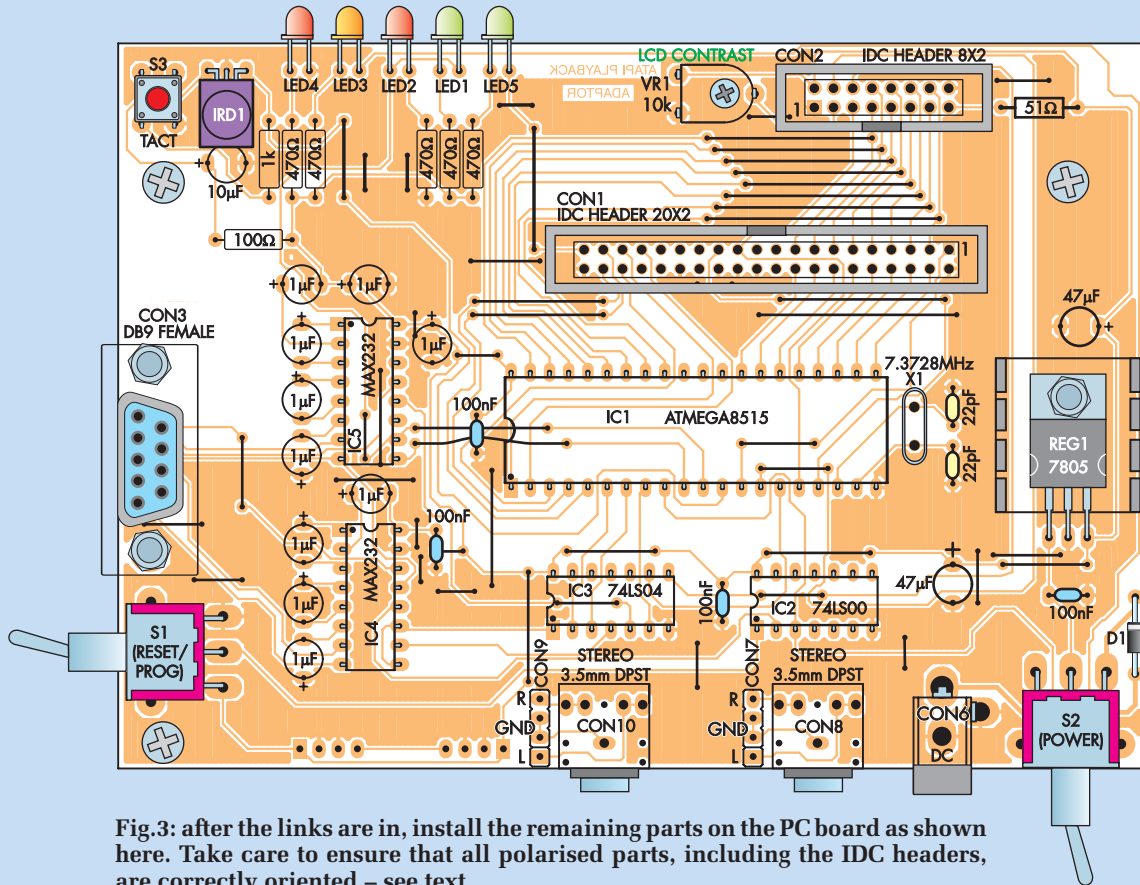 LCD CONTRAST
CON2
IDC HEADER 8X2
S3
LED4
LED3
LED2
LED1
LED5
ATAPI PLAYBACK
ADAPTOR
VR1
10k
1
51Ω
IRD1
TACT
+
10µF
1k
470Ω
470Ω
470Ω
470Ω
470Ω
CON1
IDC HEADER 20X2
1
100Ω
+
1µF
+
1µF
47µF
+
CON3
DB9 FEMALE
+
1µF
MAX232
IC5
+
1µF
+
1µF
1µF
+
7.3728MHz
X1
100nF
IC1
ATMEGA8515
22pF
22pF
REG1
7805
+
1µF
100nF
+
1µF
+
1µF
1µF
+
MAX232
IC4
IC3
74LS04
100nF
IC2
74LS00
+
47µF
100nF
D1
S1
(RESET/
PROG)
CON9
STEREO
3.5mm DPST
R
GND
L
CON10
CON7
STEREO
3.5mm DPST
R
GND
L
CON8
CON6
DC
S2
(POWER)
Fig.3: after the links are in, install the remaining parts on the PC board as shown
here. Take care to ensure that all polarised parts, including the IDC headers,
are correctly oriented – see text